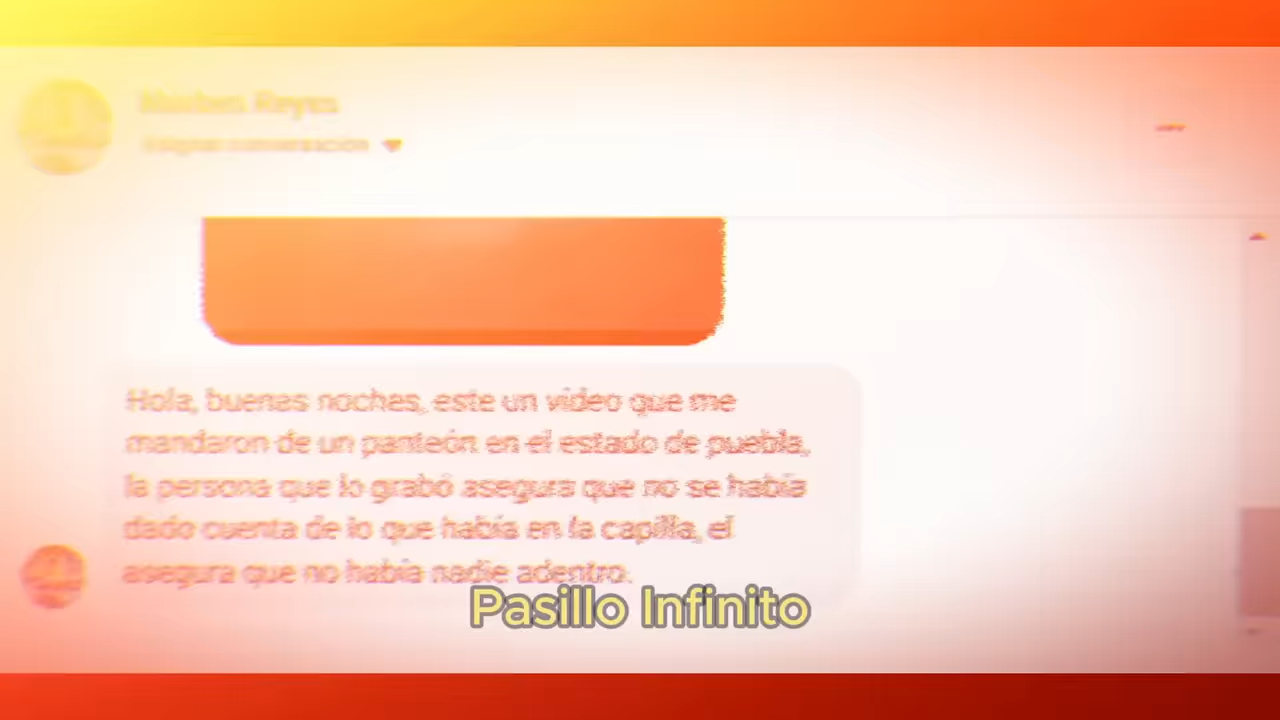 Reyes
conversación
Hola, buenas noches, este un video que me
mandaron de un panteón en el estado de puebla,
la persona que lo grabó asegura que no se había
dado cuenta de lo que había en la capilla, el
asegura que no había nadie adentro.
Pasillo Infinito